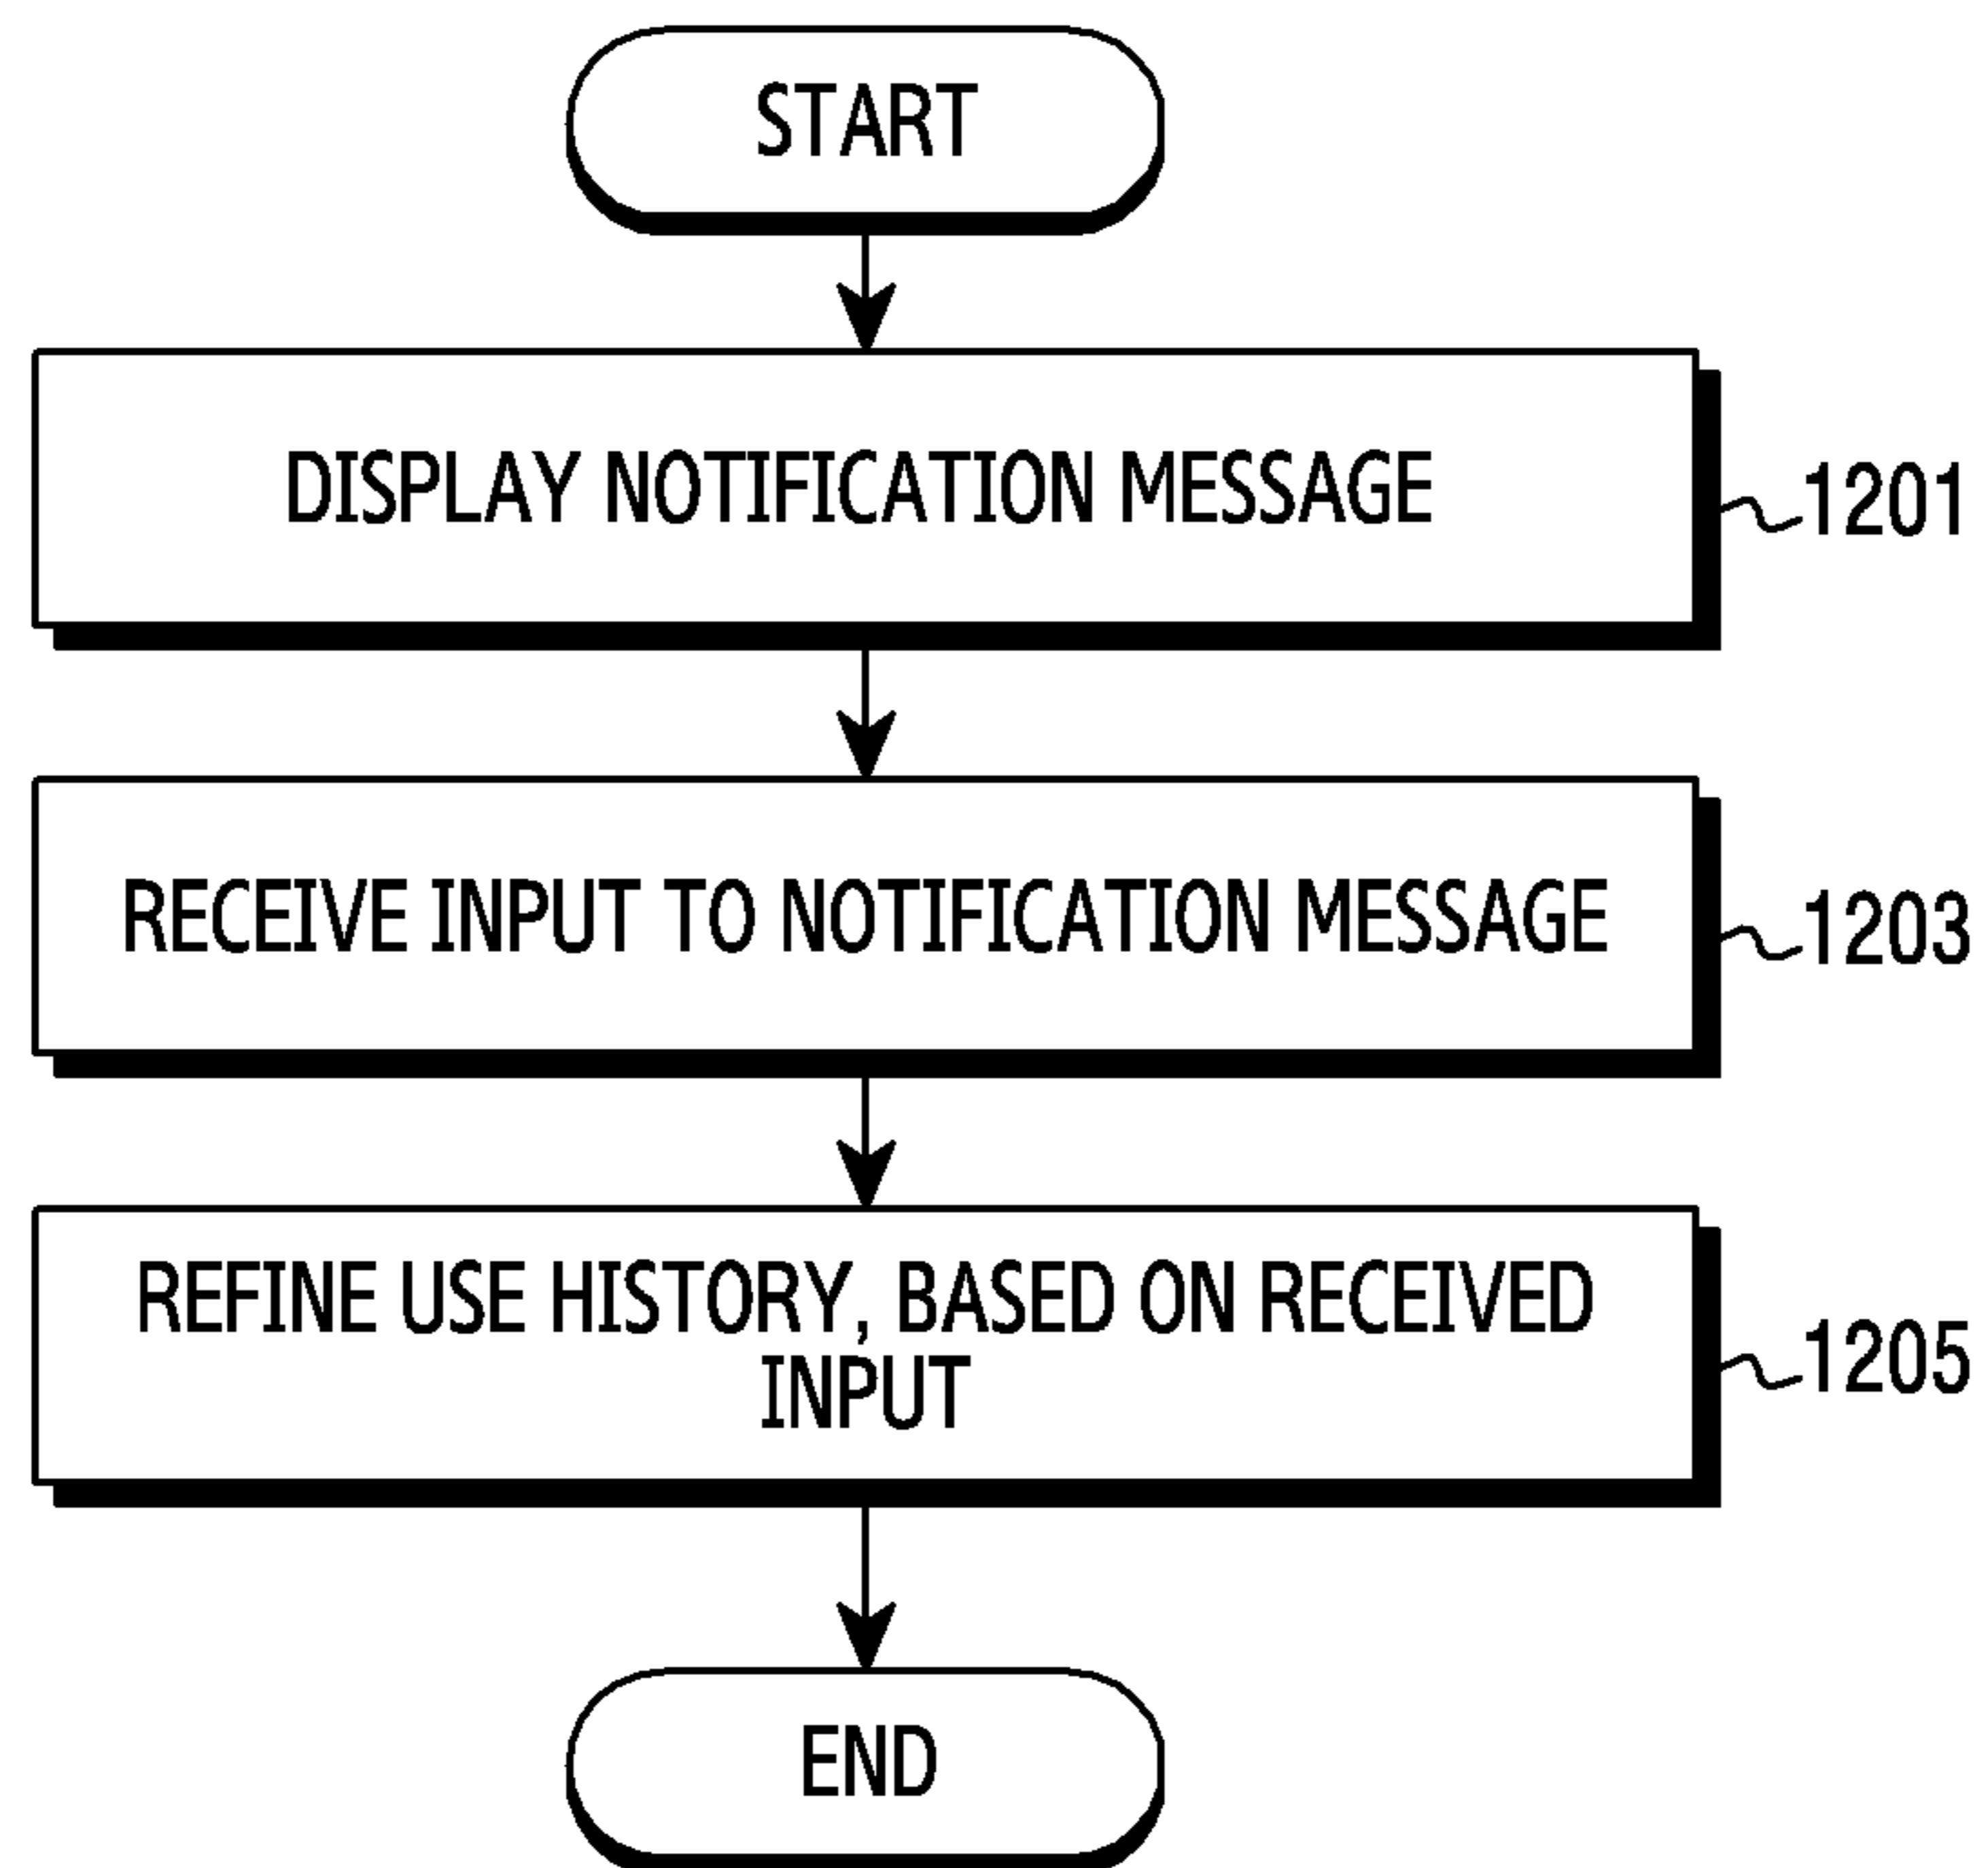 START
DISPLAY NOTIFICATION MESSAGE
1201
RECEIVE INPUT TO NOTIFICATION MESSAGE
1203
REFINE USE HISTORY, BASED ON RECEIVED
INPUT
1205
END